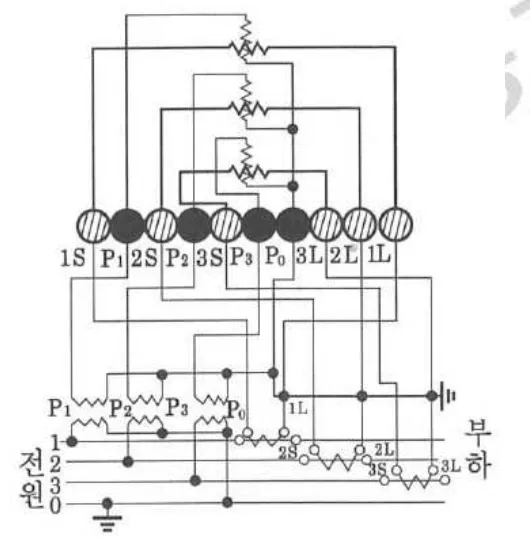 1S P₁ 2S P₂ 3S P₃ P₀ 3L 2L 1L
P₁ P₂ P₃ P₀ 1L
1 부
2S 2L
전 2 하
3S 3L
원 3
0